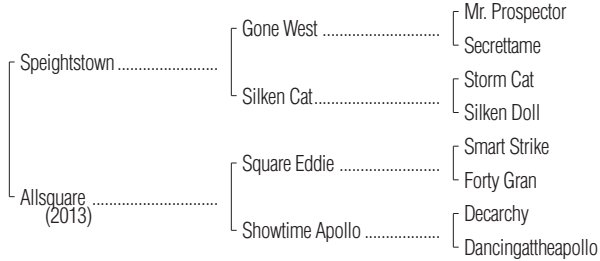 Mr. Prospector
Gone West
Secrettame
Speightstown
Storm Cat
Silken Cat
Silken Doll
Smart Strike
Square Eddie
Forty Gran
Allsquare
(2013)
Decarchy
Showtime Apollo
Dancingattheapollo